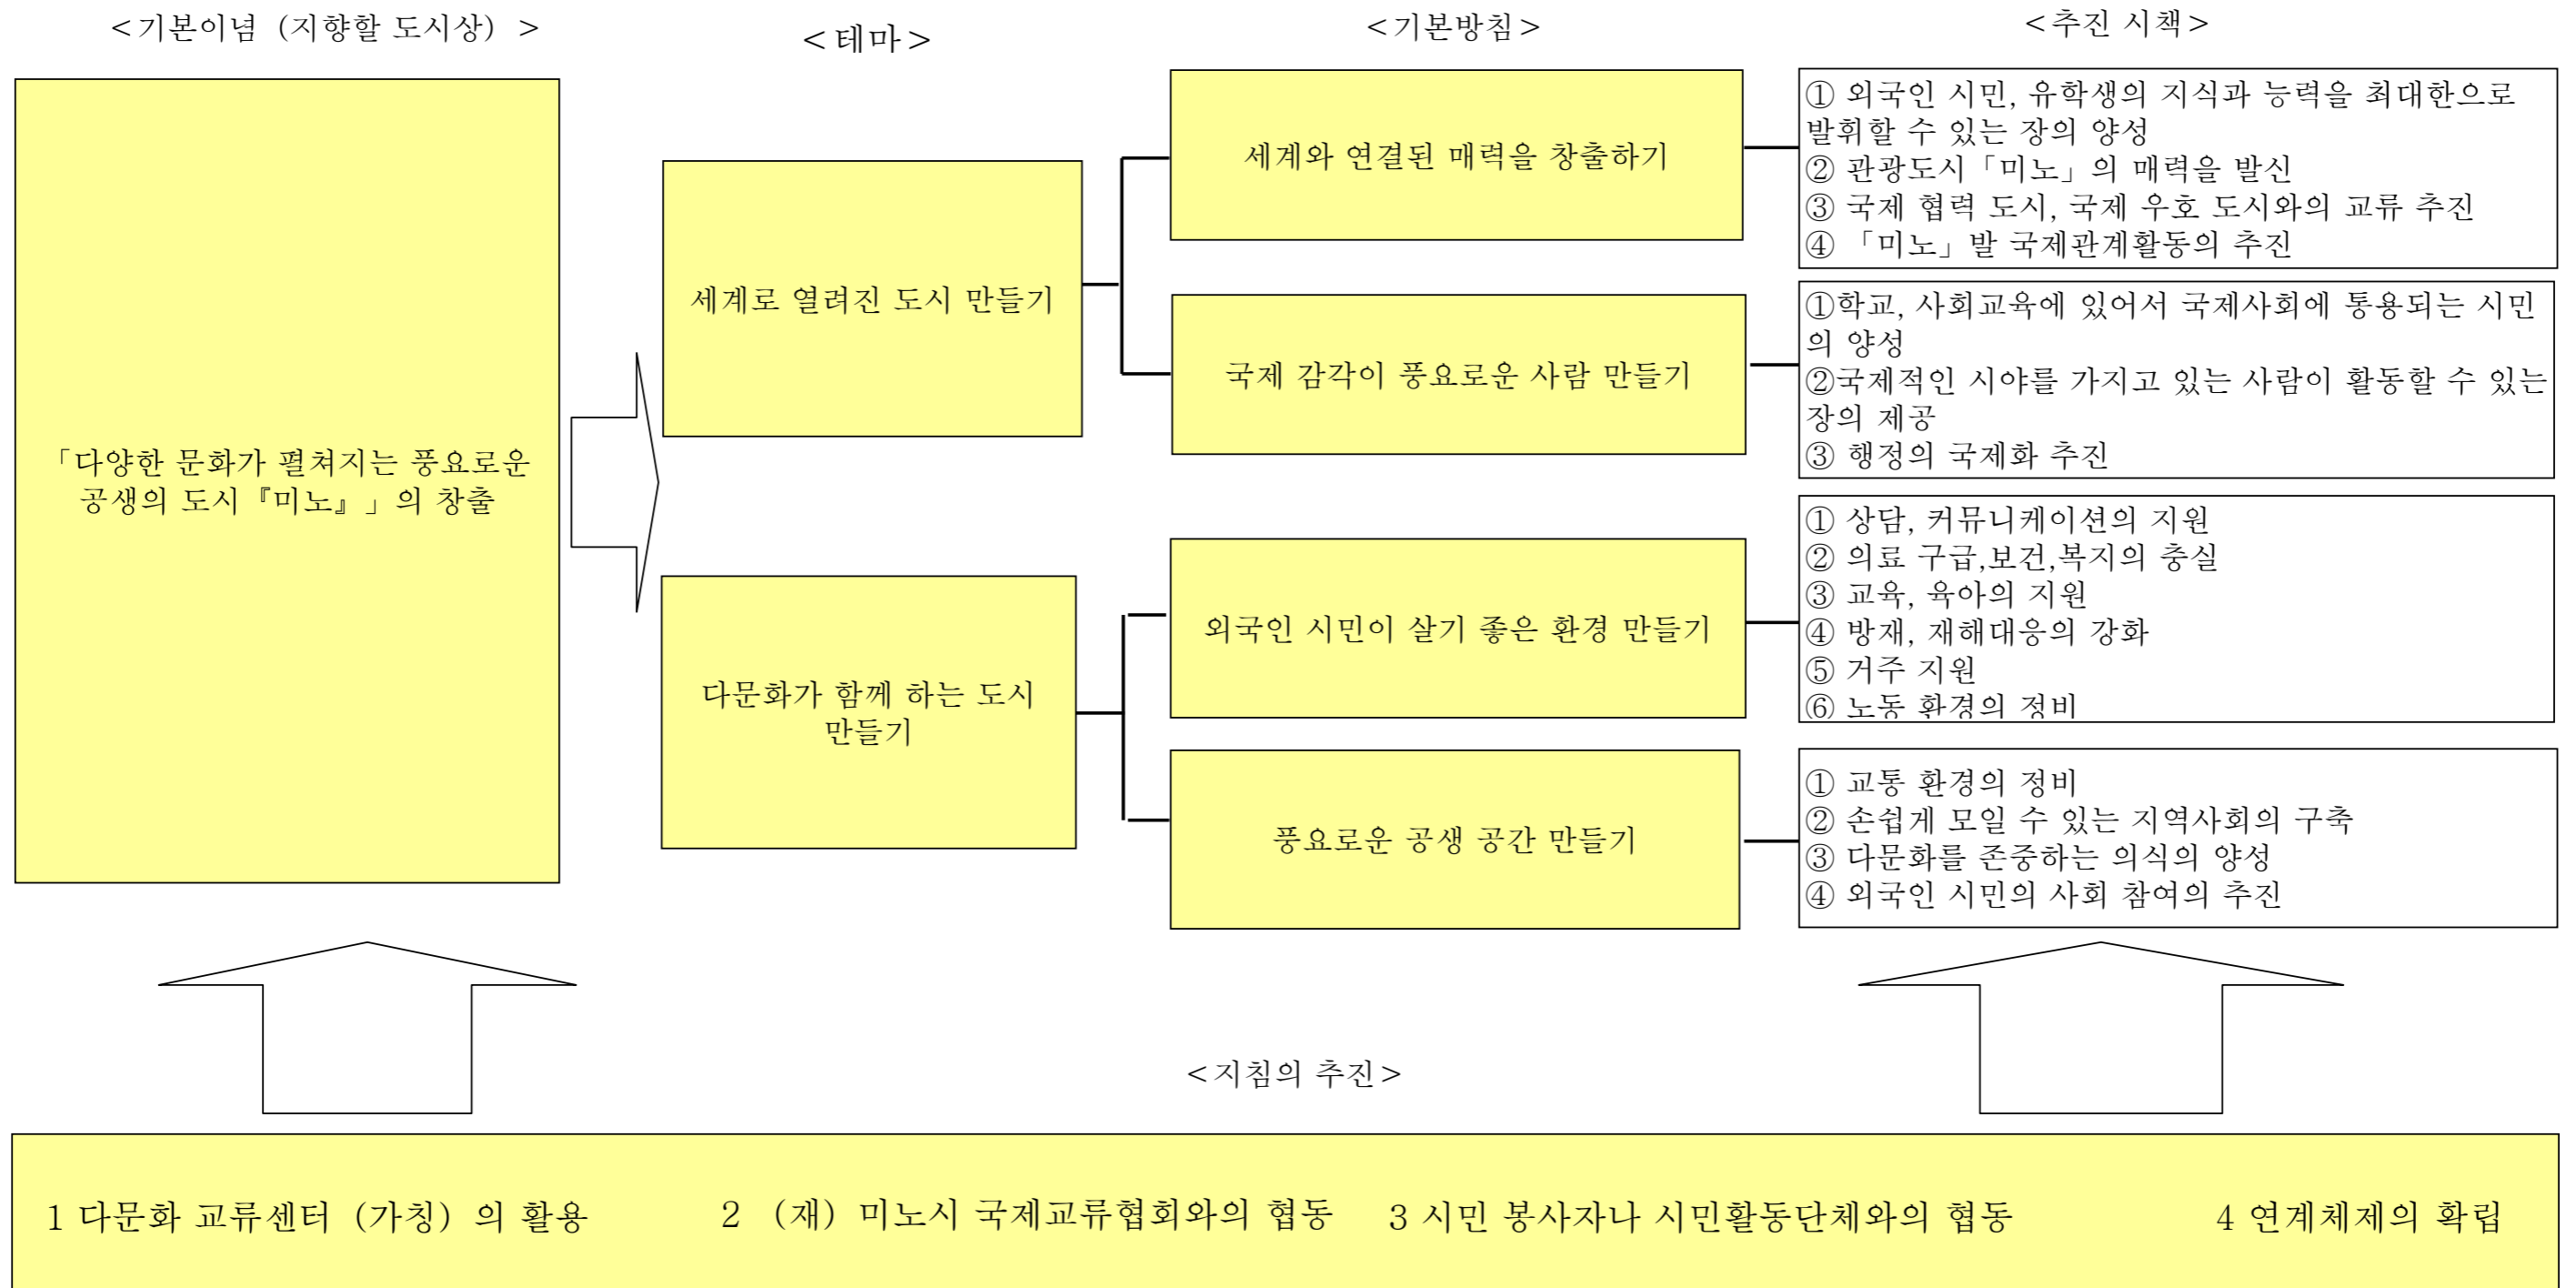 <기본이념 (지향할 도시상) >
<테마>
<기본방침>
<추진 시책>
「다양한 문화가 펼쳐지는 풍요로운
공생의 도시『미노』」의 창출
세계로 열려진 도시 만들기
세계와 연결된 매력을 창출하기
① 외국인 시민, 유학생의 지식과 능력을 최대한으로
발휘할 수 있는 장의 양성
② 관광도시「미노」의 매력을 발신
③ 국제 협력 도시, 국제 우호 도시와의 교류 추진
④ 「미노」발 국제관계활동의 추진
국제 감각이 풍요로운 사람 만들기
①학교, 사회교육에 있어서 국제사회에 통용되는 시민
의 양성
②국제적인 시야를 가지고 있는 사람이 활동할 수 있는
장의 제공
③ 행정의 국제화 추진
다문화가 함께 하는 도시
만들기
외국인 시민이 살기 좋은 환경 만들기
① 상담, 커뮤니케이션의 지원
② 의료 구급,보건,복지의 충실
③ 교육, 육아의 지원
④ 방재, 재해대응의 강화
⑤ 거주 지원
⑥ 노동 환경의 정비
풍요로운 공생 공간 만들기
① 교통 환경의 정비
② 손쉽게 모일 수 있는 지역사회의 구축
③ 다문화를 존중하는 의식의 양성
④ 외국인 시민의 사회 참여의 추진
<지침의 추진>
1 다문화 교류센터 (가칭) 의 활용
2 (재) 미노시 국제교류협회와의 협동
3 시민 봉사자나 시민활동단체와의 협동
4 연계체제의 확립